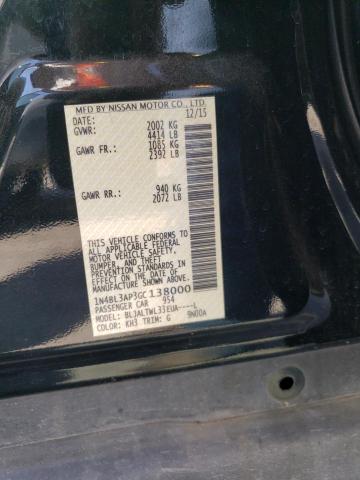 MFD BY NISSAN MOTOR CO., LTD.
DATE: 12/15
GVWR: 2002 KG
4414 LB
GAWR FR.: 1085 KG
2392 LB
GAWR RR.: 940 KG
2072 LB
THIS VEHICLE CONFORMS TO
ALL APPLICABLE FEDERAL
MOTOR VEHICLE SAFETY,
BUMPER, AND THEFT
PREVENTION STANDARDS IN
EFFECT ON THE DATE OF
MANUFACTURE SHOWN ABOVE.
1N4BL3AP3GC138000
PASSENGER CAR 954
MODEL: BLJALTWL33EUA----L
COLOR: KH3 TRIM: G 9N00A